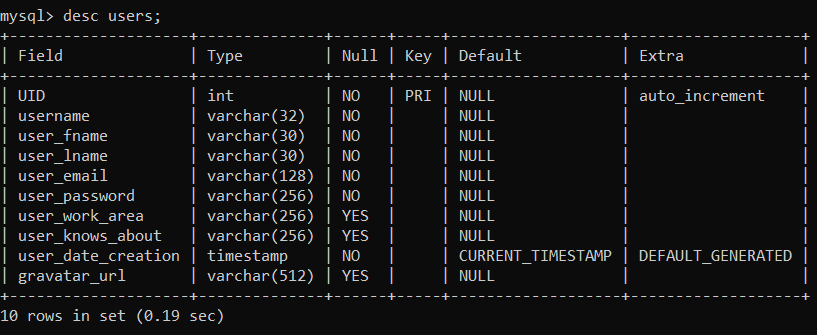 mysql> desc users;
+--------------------+--------------+------+-----+-------------------+-------------------+
| Field              | Type         | Null | Key | Default           | Extra             |
+--------------------+--------------+------+-----+-------------------+-------------------+
| UID                | int          | NO   | PRI | NULL              | auto_increment    |
| username           | varchar(32)  | NO   |     | NULL              |                   |
| user_fname         | varchar(30)  | NO   |     | NULL              |                   |
| user_lname         | varchar(30)  | NO   |     | NULL              |                   |
| user_email         | varchar(128) | NO   |     | NULL              |                   |
| user_password      | varchar(256) | NO   |     | NULL              |                   |
| user_work_area     | varchar(256) | YES  |     | NULL              |                   |
| user_knows_about   | varchar(256) | YES  |     | NULL              |                   |
| user_date_creation | timestamp    | NO   |     | CURRENT_TIMESTAMP | DEFAULT_GENERATED |
| gravatar_url       | varchar(512) | YES  |     | NULL              |                   |
+--------------------+--------------+------+-----+-------------------+-------------------+
10 rows in set (0.19 sec)